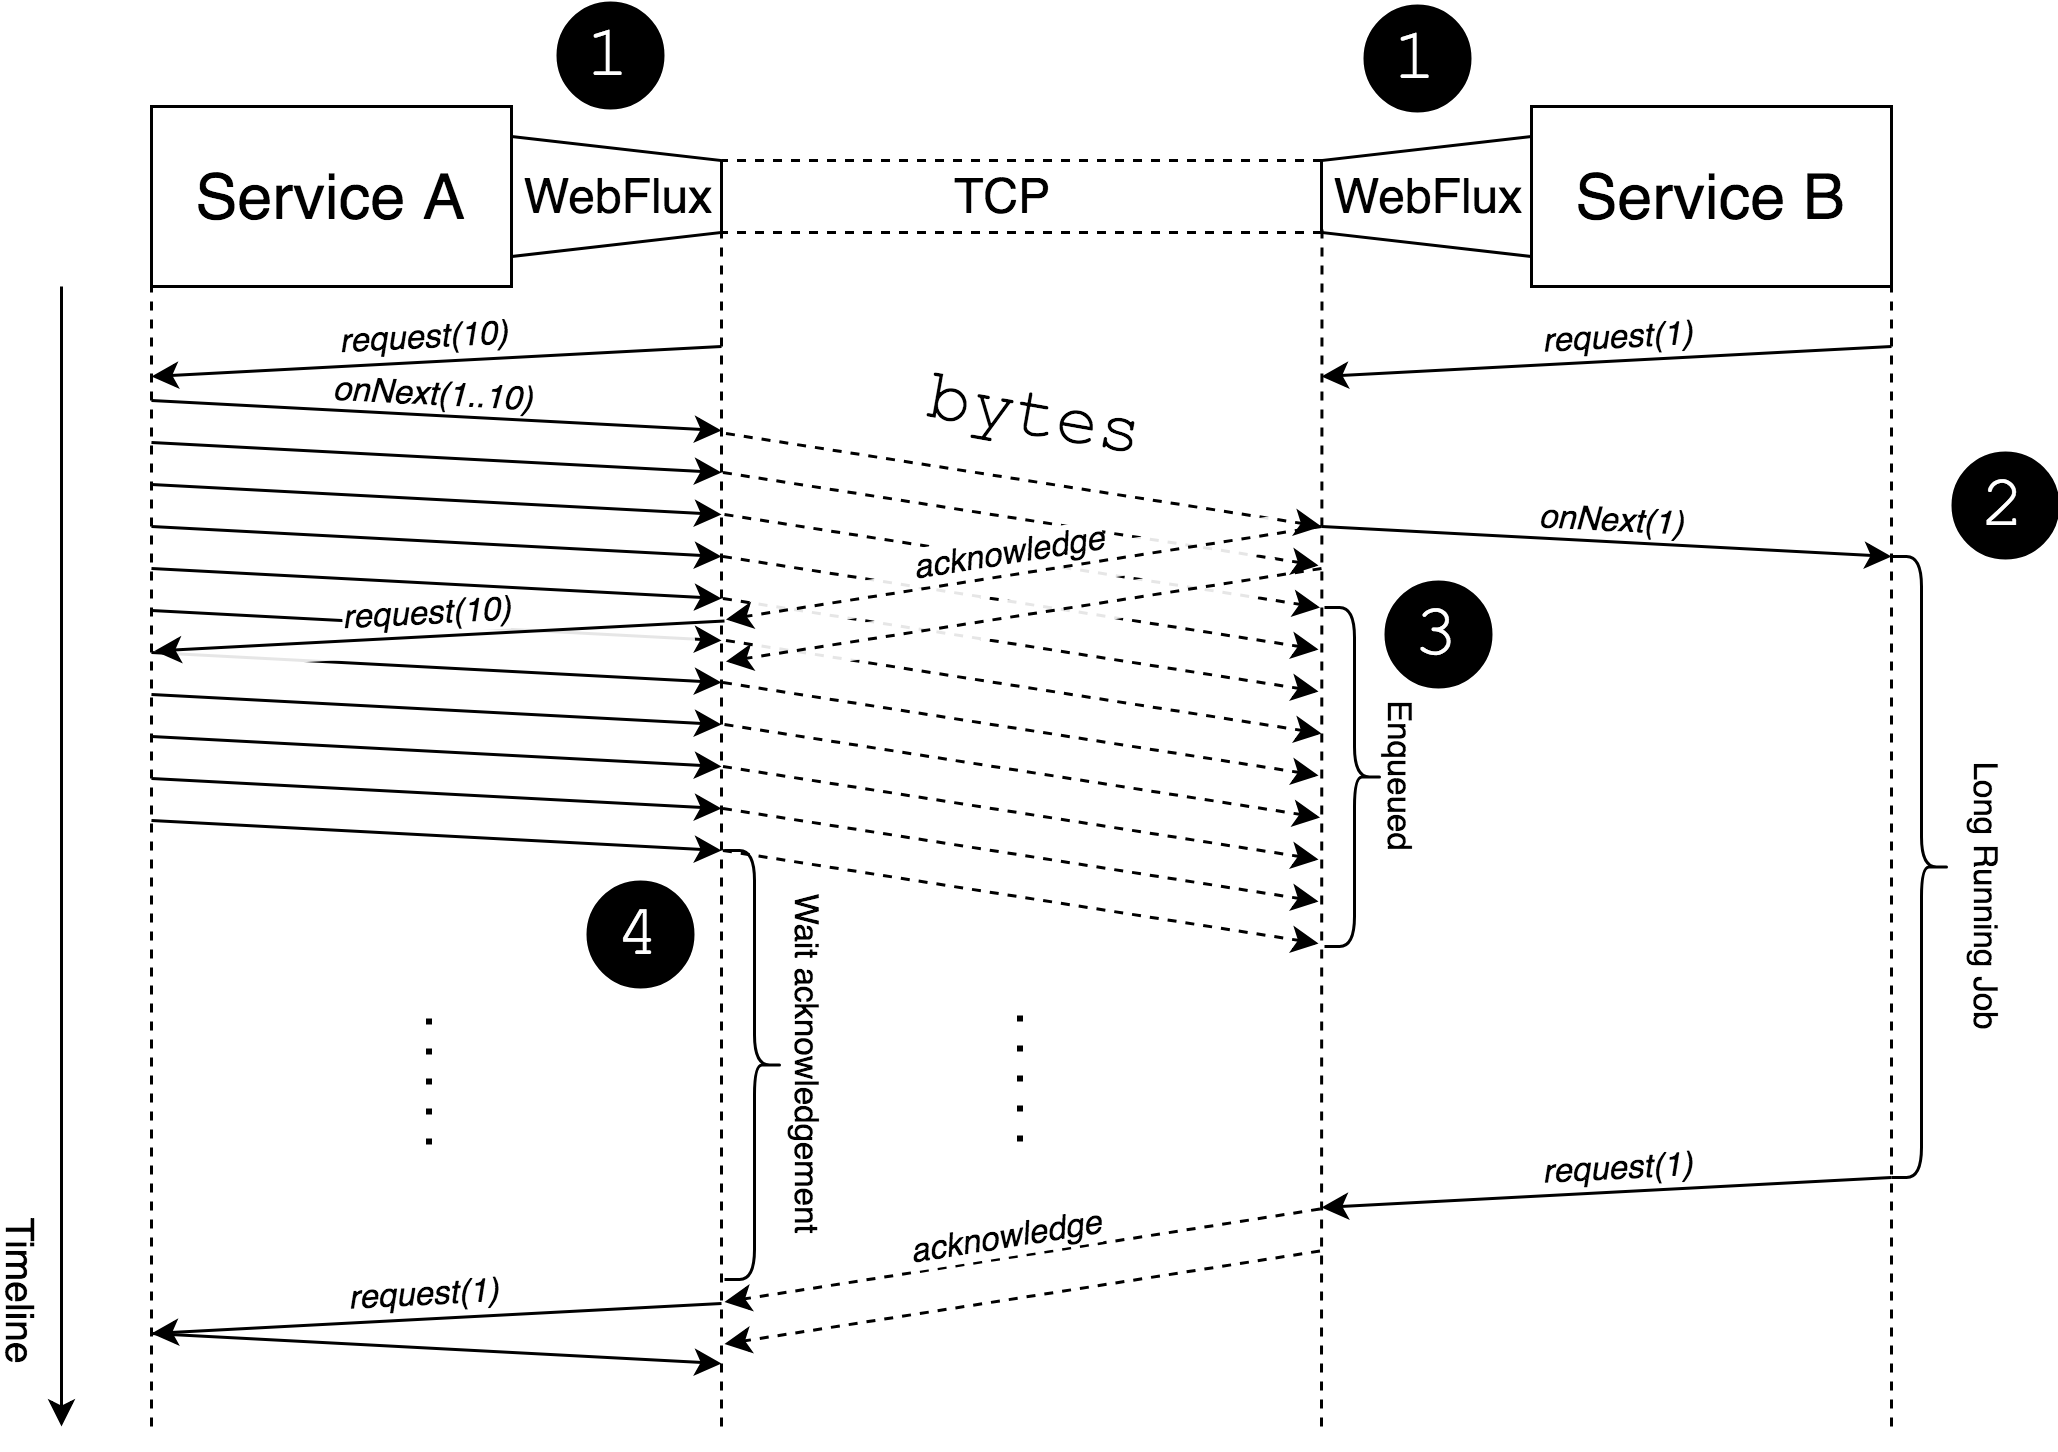 1
1
Service A
WebFlux
TCP
WebFlux
Service B
request(10)
request(1)
onNext(1..10)
bytes
2
onNext(1)
acknowledge
request(10)
3
Enqueued
Long Running Job
4
Wait acknowledgement
request(1)
acknowledge
request(1)
Timeline